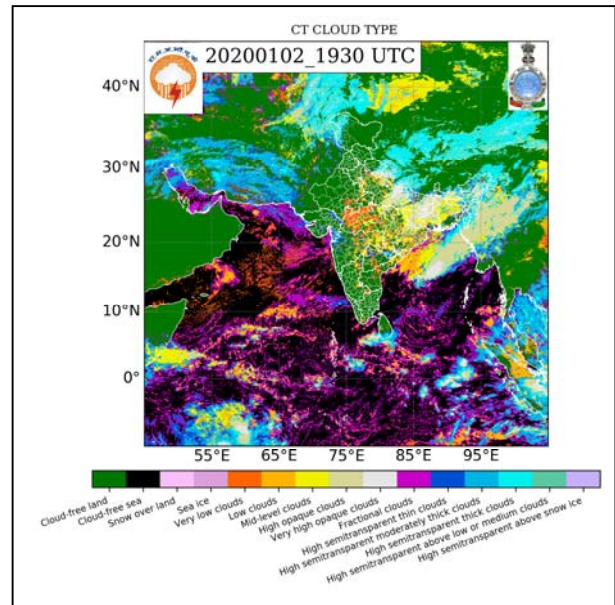 CT CLOUD TYPE
20200102_1930 UTC
40°N
30°N
20°N
10°N
0°
55°E 65°E 75°E 85°E 95°E
Cloud-free land
Cloud-free sea
Snow over land
Sea ice
Very low clouds
Low clouds
Mid-level clouds
High opaque clouds
Very high opaque clouds
Fractional clouds
High semitransparent thin clouds
High semitransparent moderately thick clouds
High semitransparent thick clouds
High semitransparent above low or medium clouds
High semitransparent above snow ice